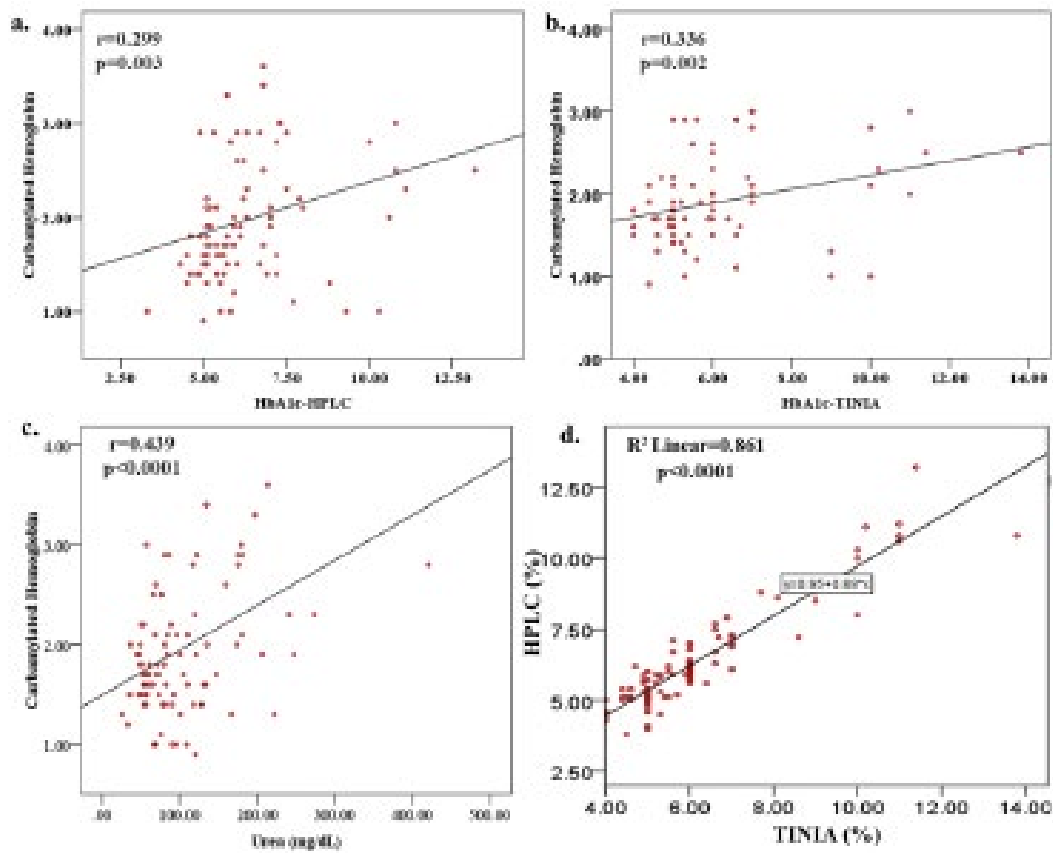 a.
r=0.299
p=0.003
4.00
3.00
2.00
1.00
Carbamylated Hemoglobin
2.50 5.00 7.50 10.00 12.50
HbA1c-HPLC
b.
r=0.336
p=0.002
4.00
3.00
2.00
1.00
.00
Carbamylated Hemoglobin
4.00 6.00 8.00 10.00 12.00 14.00
HbA1c-TINIA
c.
r=0.439
p<0.0001
4.00
3.00
2.00
1.00
Carbamylated Hemoglobin
.00 100.00 200.00 300.00 400.00 500.00
Urea (mg/dL)
d.
R² Linear=0.861
p<0.0001
12.50
10.00
7.50
5.00
2.50
HPLC (%)
4.00 6.00 8.00 10.00 12.00 14.00
TINIA (%)